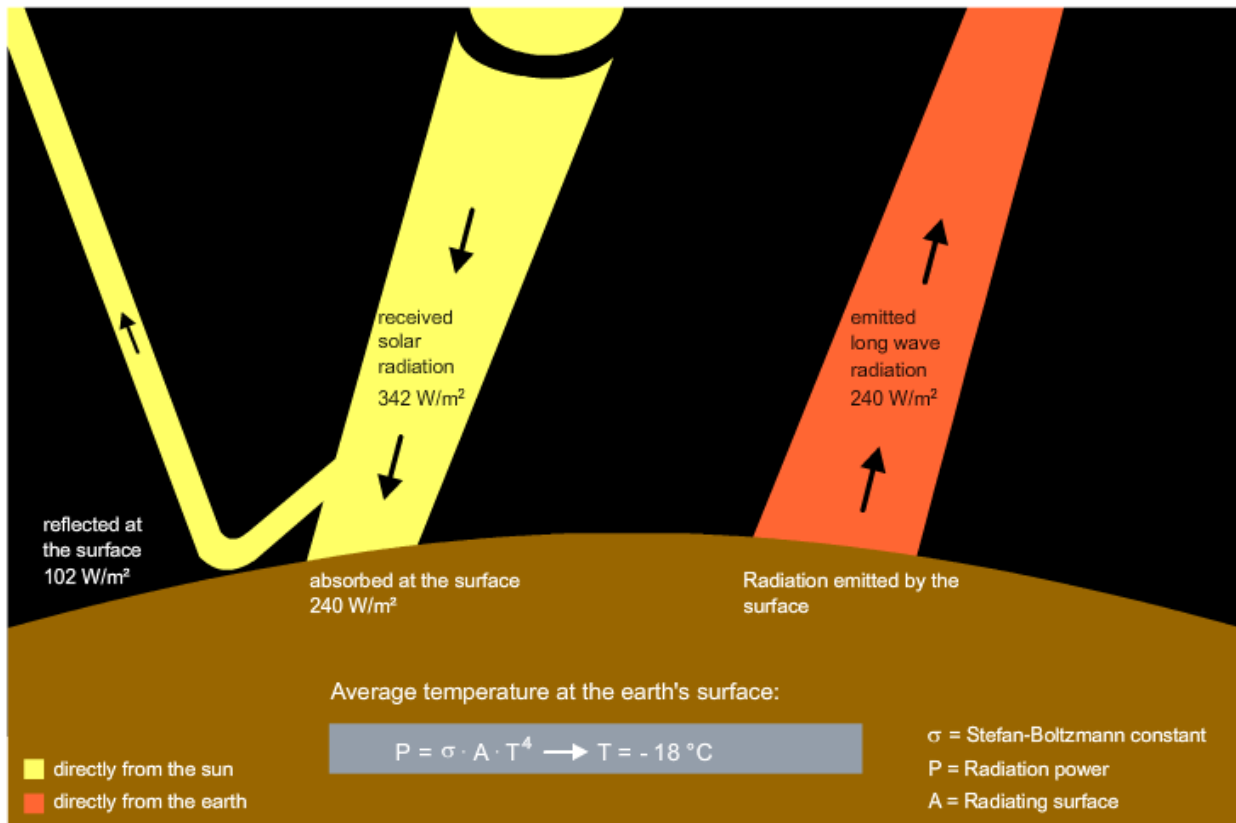 received
solar
radiation
342 W/m²
emitted
long wave
radiation
240 W/m²
reflected at
the surface
102 W/m²
absorbed at the surface
240 W/m²
Radiation emitted by the
surface
Average temperature at the earth's surface:
P = σ · A · T⁴ → T = - 18 °C
directly from the sun
directly from the earth
σ = Stefan-Boltzmann constant
P = Radiation power
A = Radiating surface